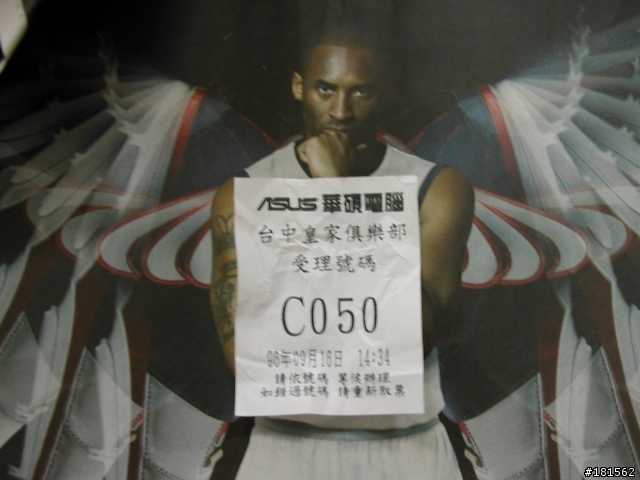 ASUS 華碩電腦
台中皇家俱樂部
受理號碼
C050
96年09月16日 14:34
請依號碼 等候辦理
如錯過號碼 請重新取票
#181562